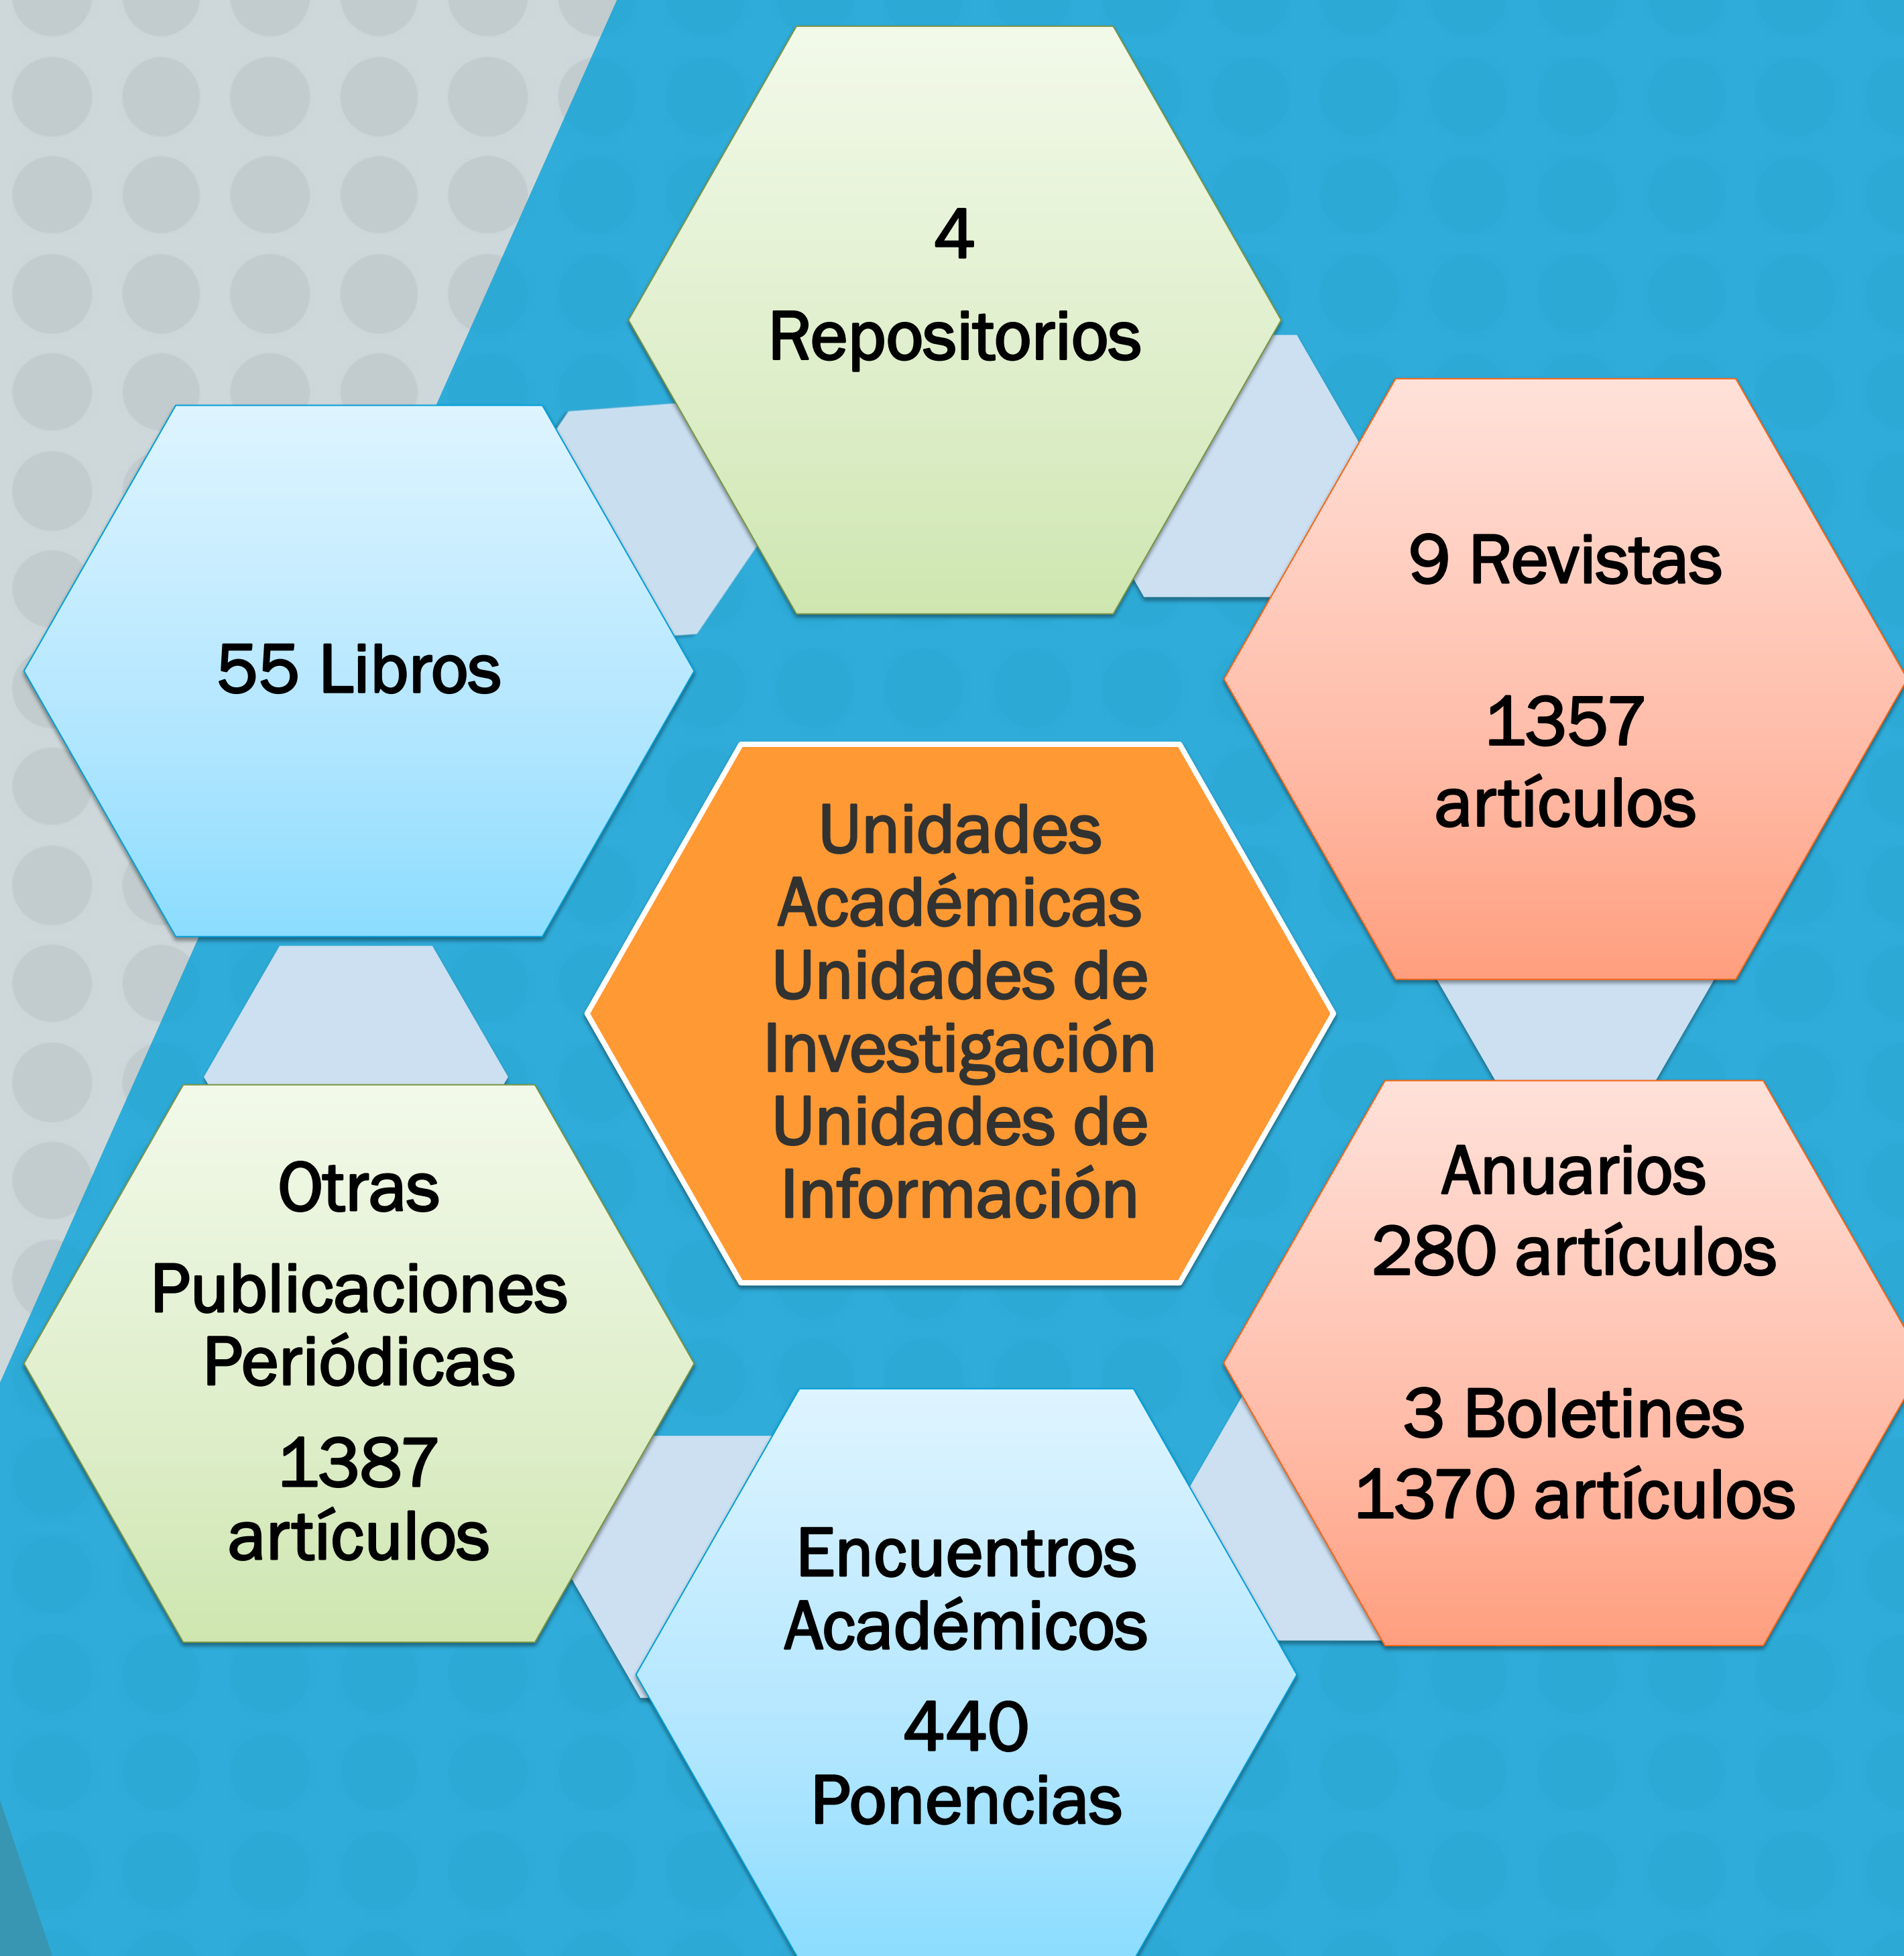 4
Repositorios
9 Revistas
1357
artículos
Anuarios
280 artículos
3 Boletines
1370 artículos
Encuentros
Académicos
440
Ponencias
Otras
Publicaciones
Periódicas
1387
artículos
55 Libros
Unidades
Académicas
Unidades de
Investigación
Unidades de
Información